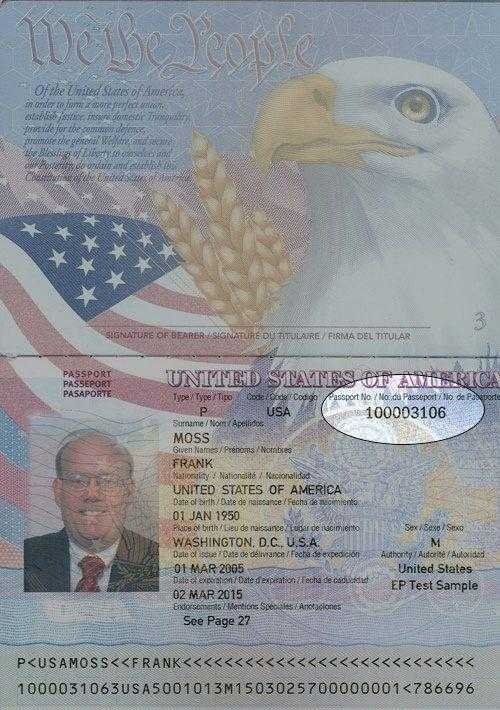 We the People
Of the United States of America,
in order to form a more perfect union,
establish justice, insure domestic Tranquility,
provide for the common defence,
promote the general Welfare, and secure
the Blessings of Liberty to ourselves and
our Posterity, do ordain and establish this
Constitution of the United States of America.
3
SIGNATURE OF BEARER / SIGNATURE DU TITULAIRE / FIRMA DEL TITULAR
PASSPORT
PASSEPORT
PASAPORTE
UNITED STATES OF AMERICA
Type / Type / Tipo Code / Code / Codigo Passport No. / No. du Passeport / No. de Pasaporte
P USA 100003106
Surname / Nom / Apellidos
MOSS
Given Names / Prénoms / Nombres
FRANK
Nationality / Nationalité / Nacionalidad
UNITED STATES OF AMERICA
Date of birth / Date de naissance / Fecha de nacimiento
01 JAN 1950
Place of birth / Lieu de naissance / Lugar de nacimiento Sex / Sexe / Sexo
WASHINGTON, D.C., U.S.A. M
Date of issue / Date de délivrance / Fecha de expedición Authority / Autorité / Autoridad
01 MAR 2005 United States
Date of expiration / Date d'expiration / Fecha de caducidad
02 MAR 2015 EP Test Sample
Endorsements / Mentions Spéciales / Anotaciones
See Page 27
P<USAMOSS<<FRANK<<<<<<<<<<<<<<<<<<<<<<<<<<<<
1000031063USA5001013M1503025700000001<786696